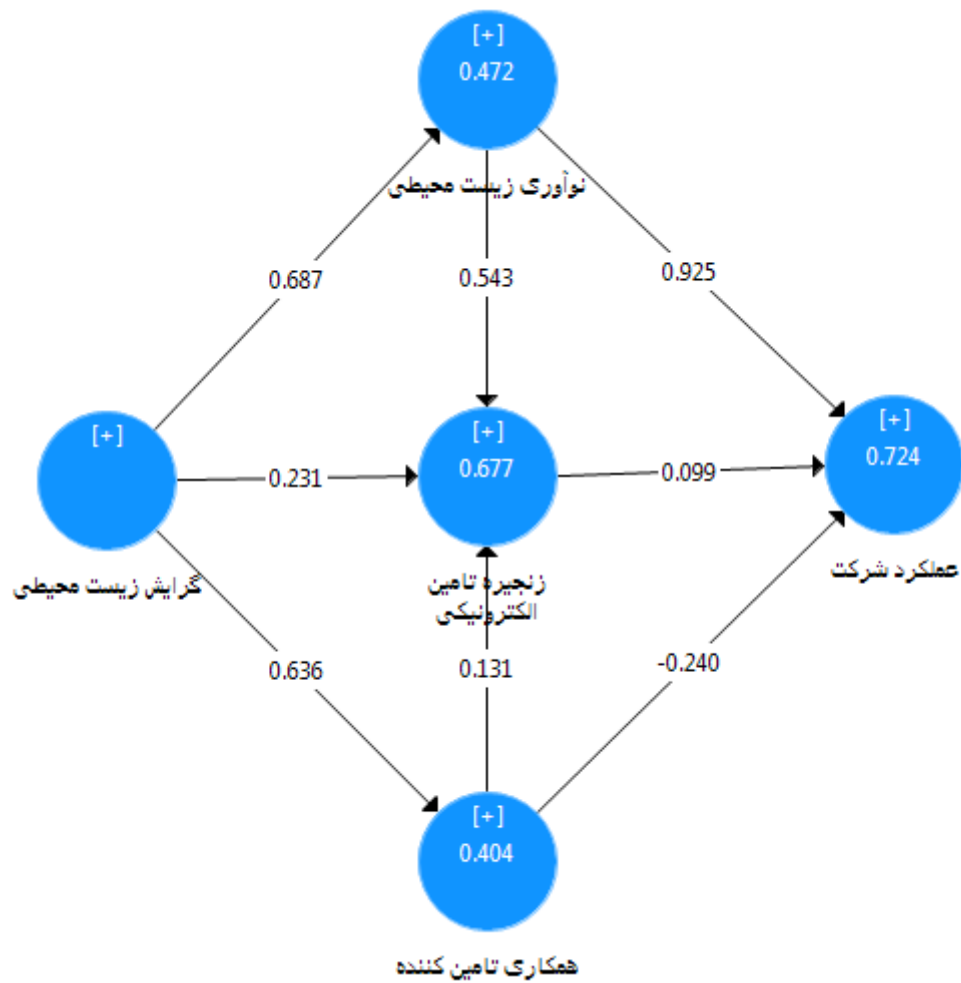 [+]
0.472
نوآوری زیست محیطی
0.687
0.543
0.925
[+]
[+]
0.677
[+]
0.724
0.231
0.099
گرایش زیست محیطی
زنجیره تامین
الکترونیکی
عملکرد شرکت
0.636
0.131
-0.240
[+]
0.404
همکاری تامین کننده